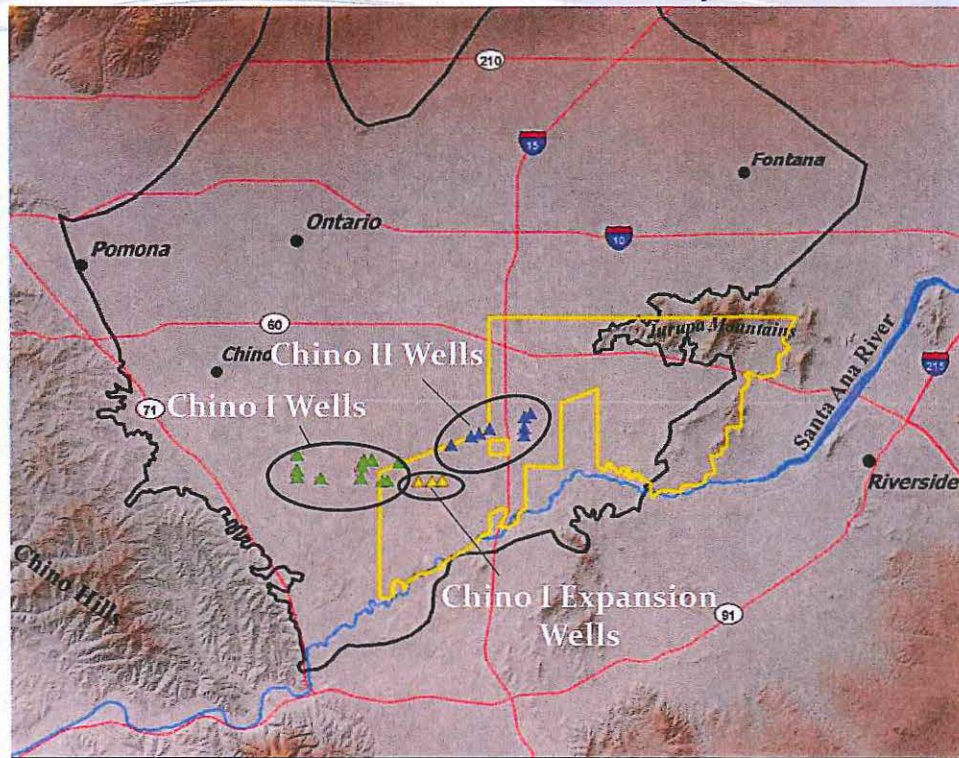 210
15
Fontana
Ontario
10
Pomona
Jurupa Mountains
60
Chino
Chino II Wells
215
Santa Ana River
71
Chino I Wells
Riverside
Chino Hills
Chino I Expansion
Wells
91